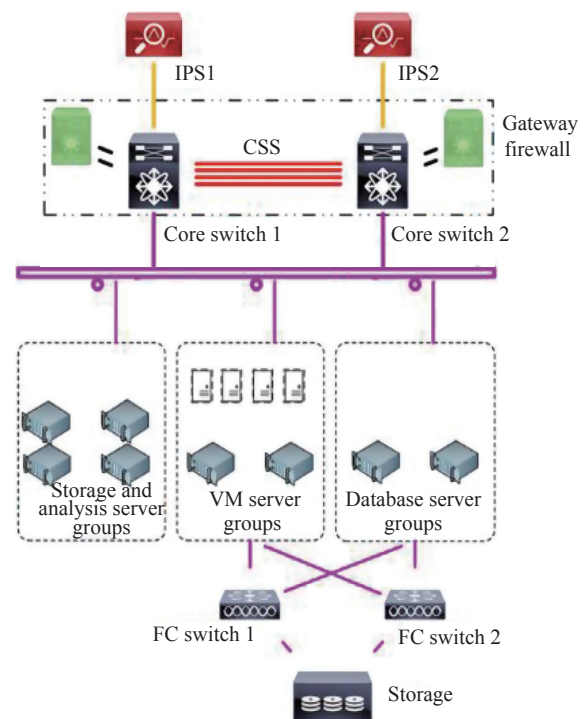 IPS1
IPS2
CSS
Gateway
firewall
Core switch 1
Core switch 2
Storage and
analysis server
groups
VM server
groups
Database server
groups
FC switch 1
FC switch 2
Storage